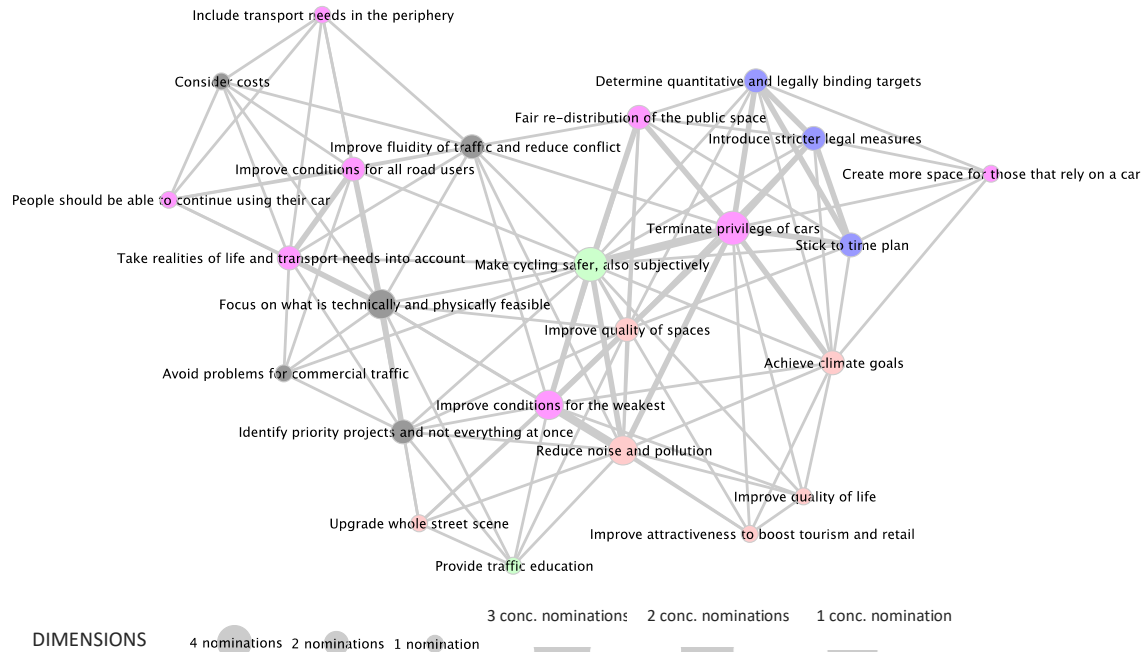 Include transport needs in the periphery
Consider costs
Determine quantitative and legally binding targets
Fair re-distribution of the public space
Introduce stricter legal measures
Improve fluidity of traffic and reduce conflict
Improve conditions for all road users
Create more space for those that rely on a car
People should be able to continue using their car
Terminate privilege of cars
Stick to time plan
Take realities of life and transport needs into account
Make cycling safer, also subjectively
Focus on what is technically and physically feasible
Improve quality of spaces
Achieve climate goals
Avoid problems for commercial traffic
Improve conditions for the weakest
Identify priority projects and not everything at once
Reduce noise and pollution
Improve quality of life
Upgrade whole street scene
Improve attractiveness to boost tourism and retail
Provide traffic education
3 conc. nominations
2 conc. nominations
1 conc. nomination
DIMENSIONS
4 nominations
2 nominations
1 nomination